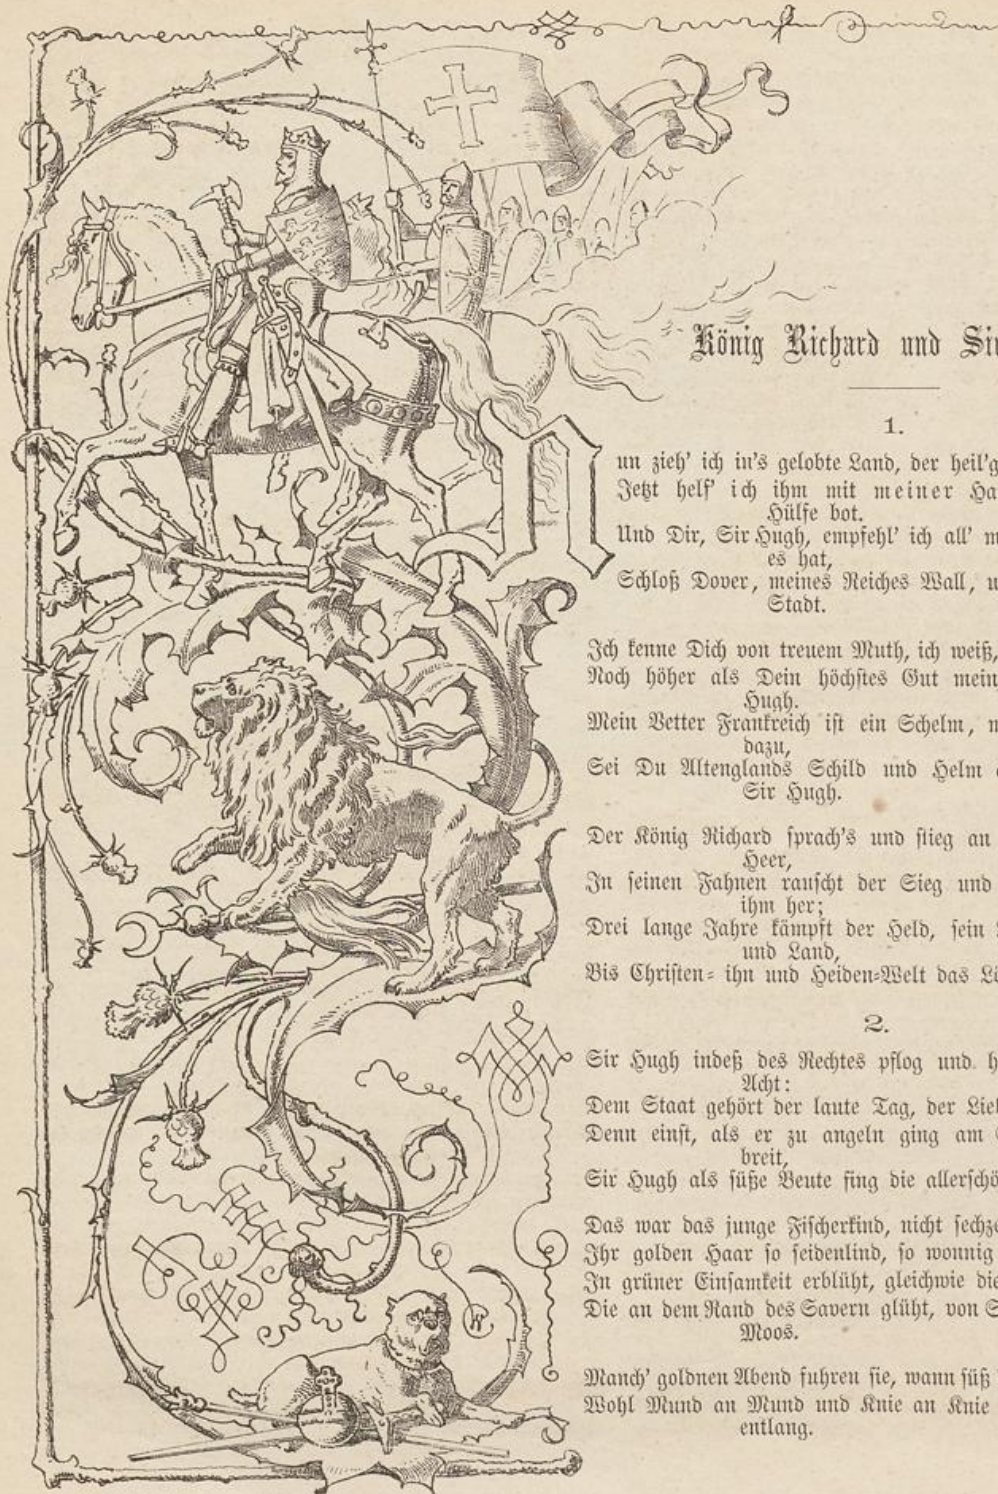 König Richard und Si
1.
Nun zieh' ich in's gelobte Land, der heil'g
Jetzt helf' ich ihm mit meiner Ha
Hülfe bot.
Und Dir, Sir Hugh, empfehl' ich all' m
es hat,
Schloß Dover, meines Reiches Wall, u
Stadt.
Ich kenne Dich von treuem Muth, ich weiß,
Noch höher als Dein höchstes Gut mein
Hugh.
Mein Vetter Frankreich ist ein Schelm, m
dazu,
Sei Du Altenglands Schild und Helm
Sir Hugh.
Der König Richard sprach's und stieg an
Heer,
In seinen Fahnen rauscht der Sieg und
ihm her;
Drei lange Jahre kämpft der Held, sein
und Land,
Bis Christen- ihn und Heiden-Welt das Lö
2.
Sir Hugh indeß des Rechtes pflog und h
Acht:
Dem Staat gehört der laute Tag, der Lie
Denn einst, als er zu angeln ging am
breit,
Sir Hugh als süße Beute fing die allerschö
Das war das junge Fischerkind, nicht sechze
Ihr golden Haar so seidenlind, so wonnig
In grüner Einsamkeit erblüht, gleichwie die
Die an dem Rand des Savern glüht, von S
Moos.
Manch' goldnen Abend fuhren sie, wann süß
Wohl Mund an Mund und Knie an Knie
entlang.